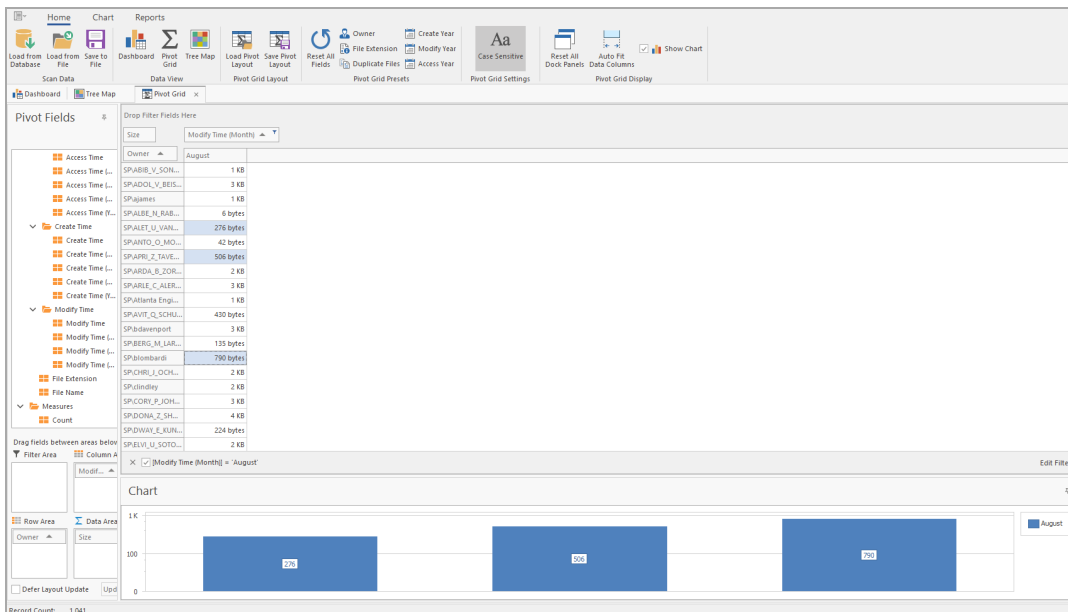 Home Chart Reports
Load from Database
Load from File
Save to File
Scan Data
Dashboard
Pivot Grid
Tree Map
Data View
Load Pivot Layout
Save Pivot Layout
Pivot Grid Layout
Reset All Fields
Owner
File Extension
Duplicate Files
Create Year
Modify Year
Access Year
Pivot Grid Presets
Aa
Case Sensitive
Pivot Grid Settings
Reset All Dock Panels
Auto Fit Data Columns
Show Chart
Pivot Grid Display
Dashboard Tree Map Pivot Grid ×
Pivot Fields
Access Time
Access Time (...
Access Time (...
Access Time (...
Access Time (Y...
Create Time
Create Time
Create Time (...
Create Time (...
Create Time (...
Create Time (Y...
Modify Time
Modify Time
Modify Time (...
Modify Time (...
Modify Time (...
File Extension
File Name
Measures
Count
Drag fields between areas below
Filter Area Column A
Modif...
Row Area Data Area
Owner Size
Defer Layout Update Upd
Drop Filter Fields Here
Size Modify Time (Month)
Owner August
SP\ABIB_V_SON... 1 KB
SP\ADOL_V_BEIS... 3 KB
SP\ajames 1 KB
SP\ALBE_N_RAB... 6 bytes
SP\ALET_U_VAN... 276 bytes
SP\ANTO_O_MO... 42 bytes
SP\APRI_Z_TAVE... 506 bytes
SP\ARDA_B_ZOR... 2 KB
SP\ARLE_C_ALER... 3 KB
SP\Atlanta Engi... 1 KB
SP\AVIT_Q_SCHU... 430 bytes
SP\bdavenport 3 KB
SP\BERG_M_LAR... 135 bytes
SP\blombardi 790 bytes
SP\CHRI_J_OCH... 2 KB
SP\clindley 2 KB
SP\CORY_P_JOH... 3 KB
SP\DONA_Z_SH... 4 KB
SP\DWAY_E_KUN... 224 bytes
SP\ELVI_U_SOTO... 2 KB
× [Modify Time (Month)] = 'August' Edit Filte
Chart
1 K
100
0
276
506
790
August
Record Count: 1,041